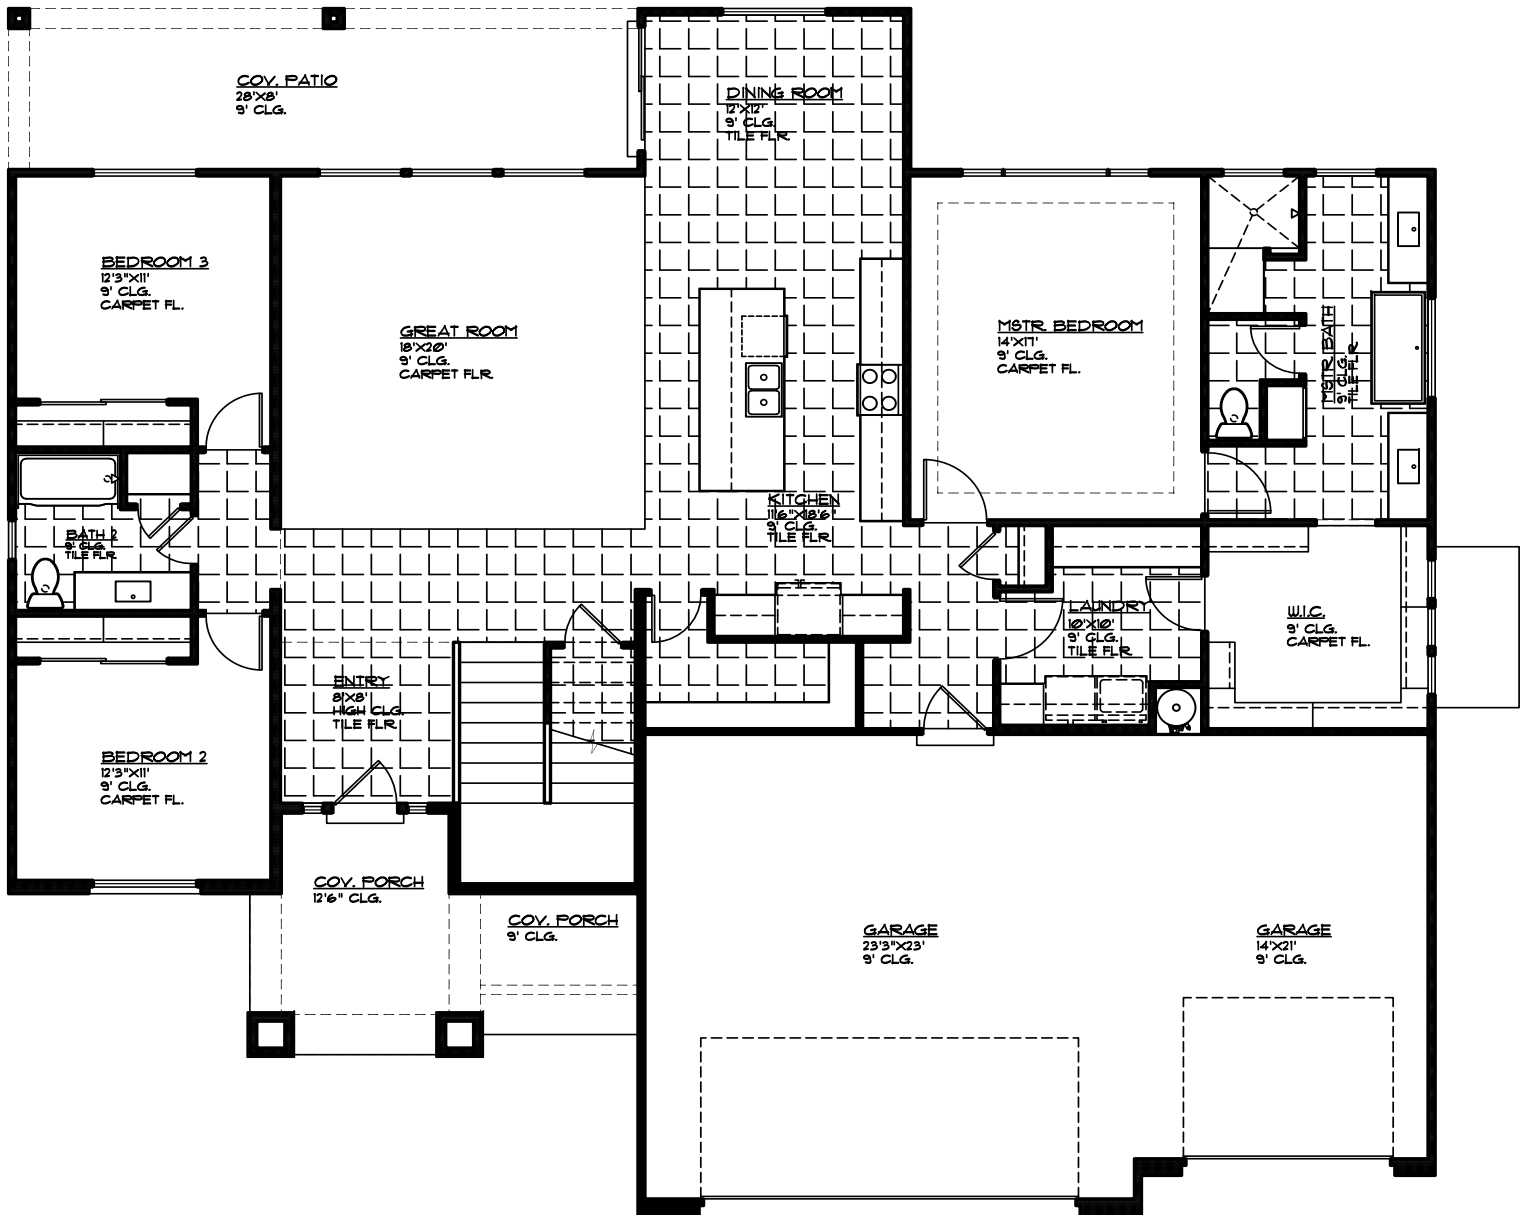 COV. PATIO
28'X8'
9' CLG.
DINING ROOM
12'X12'
9' CLG.
TILE FLR.
BEDROOM 3
12'3"X11'
9' CLG.
CARPET FL.
GREAT ROOM
18'X20'
9' CLG.
CARPET FLR.
MSTR. BEDROOM
14'X17'
9' CLG.
CARPET FL.
MSTR. BATH
9' CLG.
TILE FLR.
KITCHEN
11'6"X18'6"
9' CLG.
TILE FLR.
BATH 2
9' CLG.
TILE FLR.
LAUNDRY
10'X10'
9' CLG.
TILE FLR.
W.I.C.
9' CLG.
CARPET FL.
ENTRY
8'X8'
HIGH CLG.
TILE FLR.
BEDROOM 2
12'3"X11'
9' CLG.
CARPET FL.
COV. PORCH
12'6" CLG.
COV. PORCH
9' CLG.
GARAGE
23'3"X23'
9' CLG.
GARAGE
14'X21'
9' CLG.